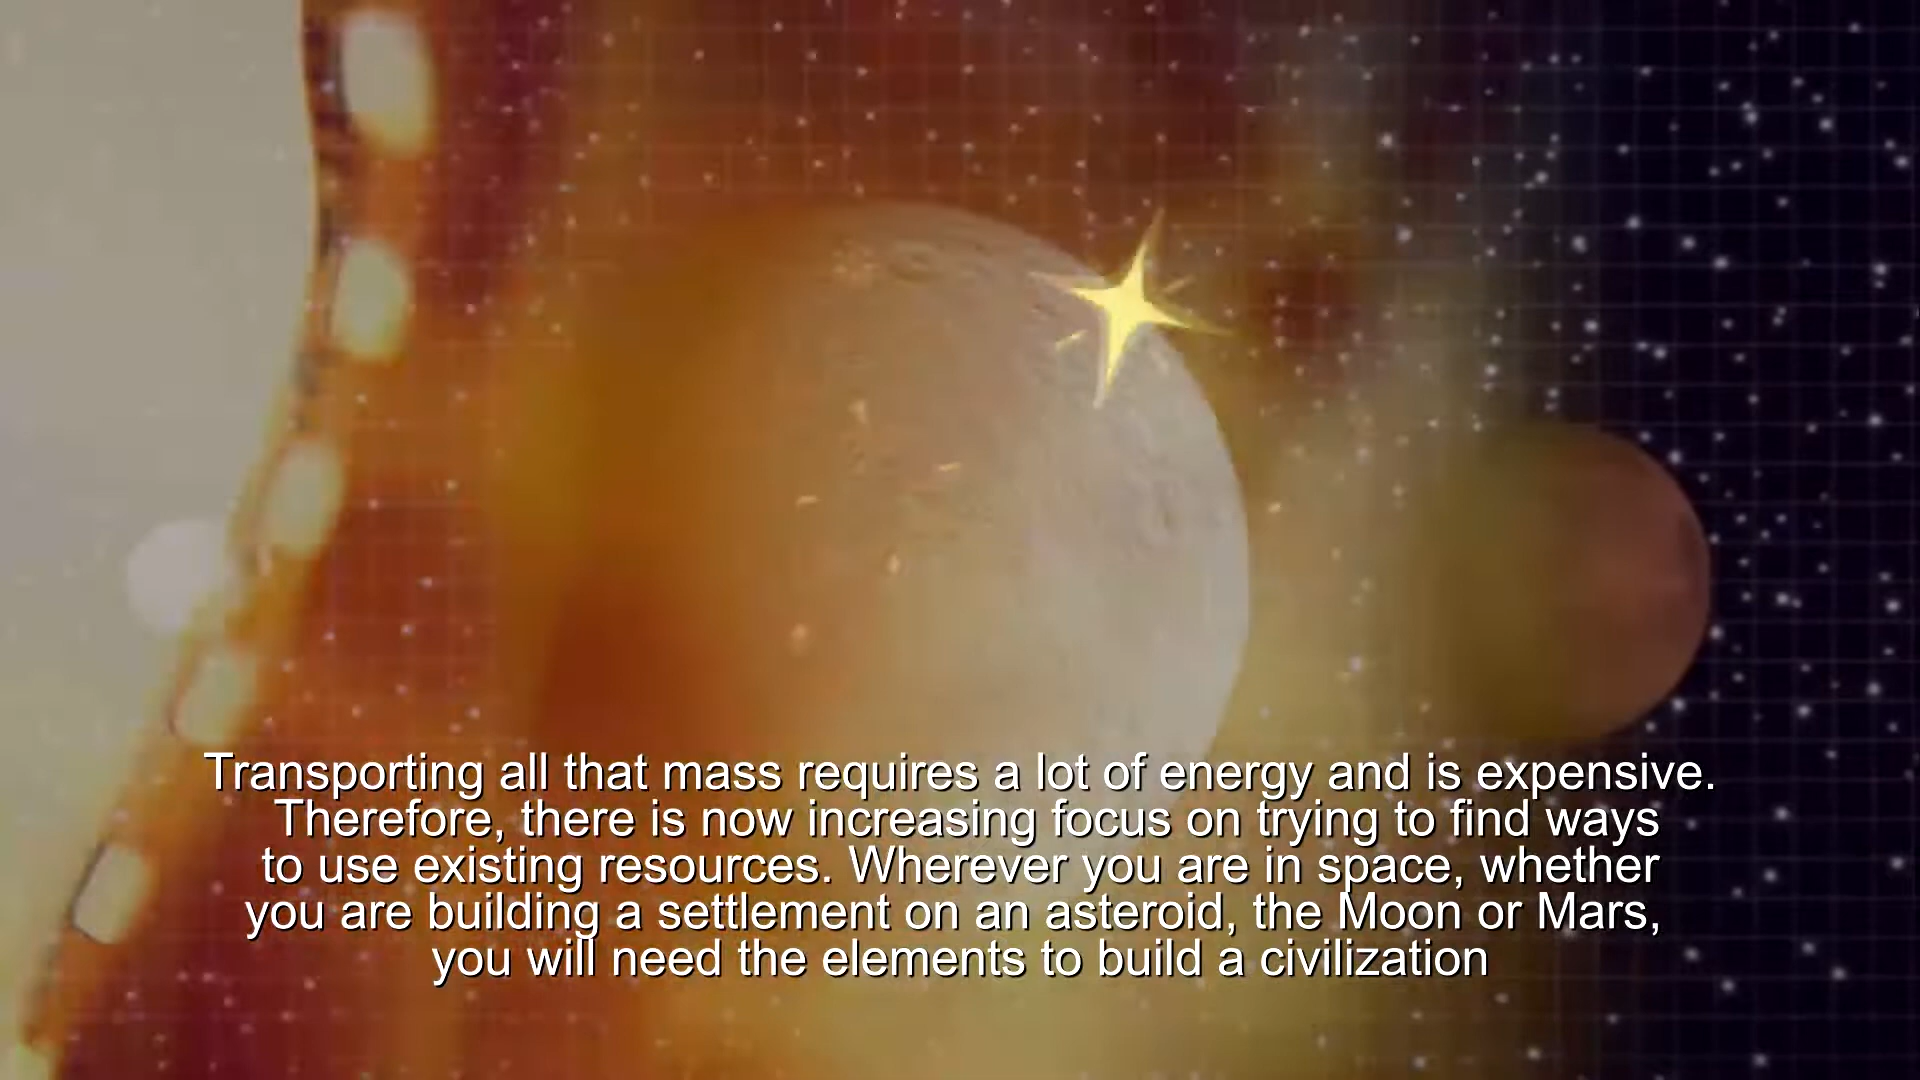 Transporting all that mass requires a lot of energy and is expensive.
Therefore, there is now increasing focus on trying to find ways
to use existing resources. Wherever you are in space, whether
you are building a settlement on an asteroid, the Moon or Mars,
you will need the elements to build a civilization